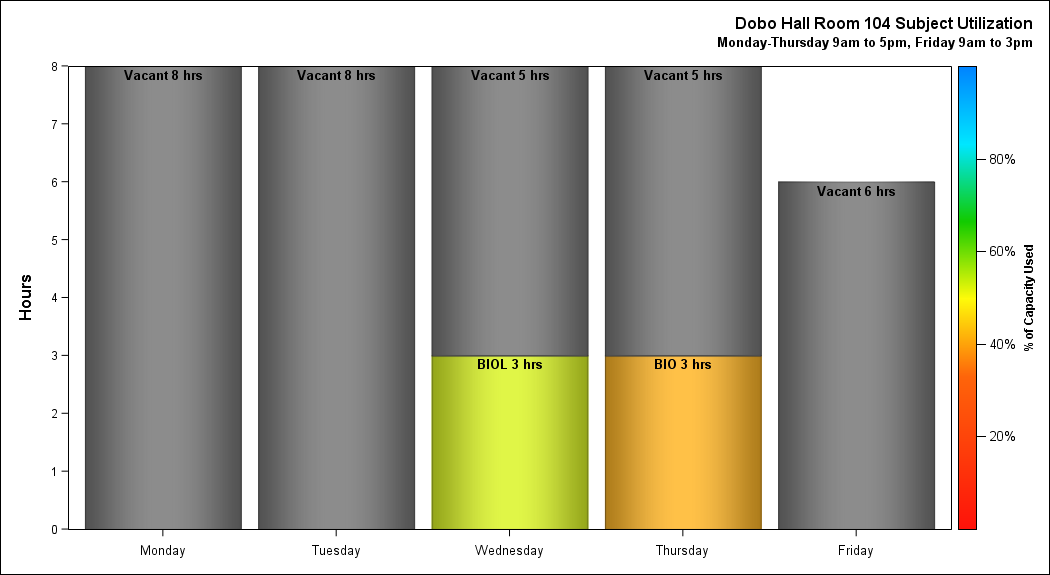 Dobo Hall Room 104 Subject Utilization
Monday-Thursday 9am to 5pm, Friday 9am to 3pm
8
7
6
5
4
3
2
1
0
Hours
Vacant 8 hrs
Vacant 8 hrs
Vacant 5 hrs
Vacant 5 hrs
Vacant 6 hrs
BIOL 3 hrs
BIO 3 hrs
Monday
Tuesday
Wednesday
Thursday
Friday
80%
60%
40%
20%
% of Capacity Used